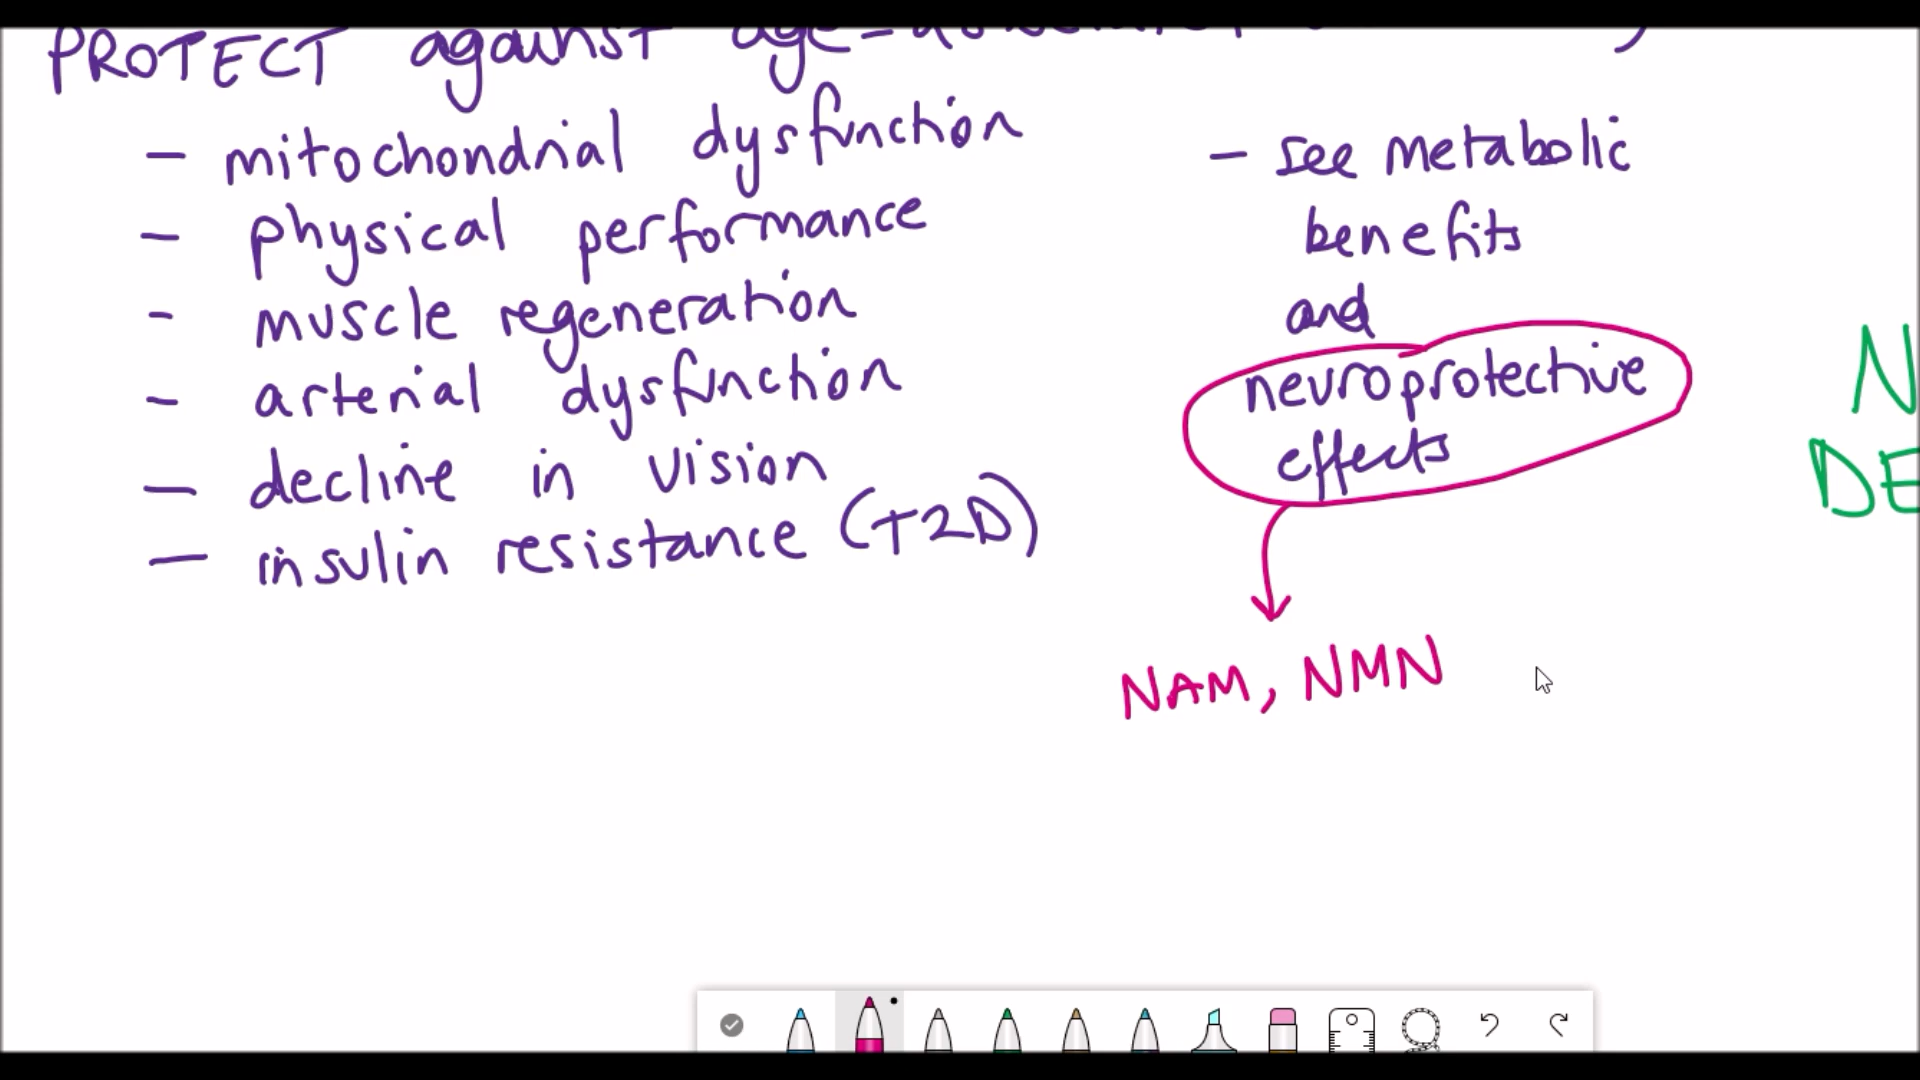 PROTECT against
- mitochondrial dysfunction
- physical performance
- muscle regeneration
- arterial dysfunction
- decline in vision
- insulin resistance (T2D)
- see metabolic
benefits
and
neuroprotective
effects
NAM, NMN
N
DE